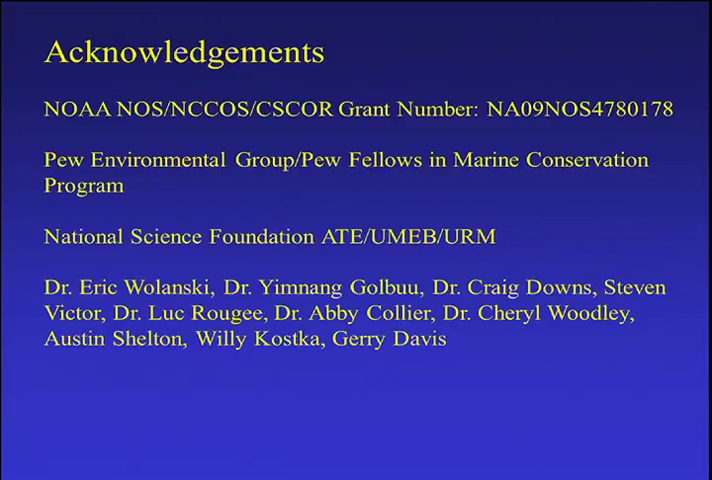 Acknowledgements
NOAA NOS/NCCOS/CSCOR Grant Number: NA09NOS4780178
Pew Environmental Group/Pew Fellows in Marine Conservation
Program
National Science Foundation ATE/UMEB/URM
Dr. Eric Wolanski, Dr. Yimnang Golbuu, Dr. Craig Downs, Steven
Victor, Dr. Luc Rougee, Dr. Abby Collier, Dr. Cheryl Woodley,
Austin Shelton, Willy Kostka, Gerry Davis